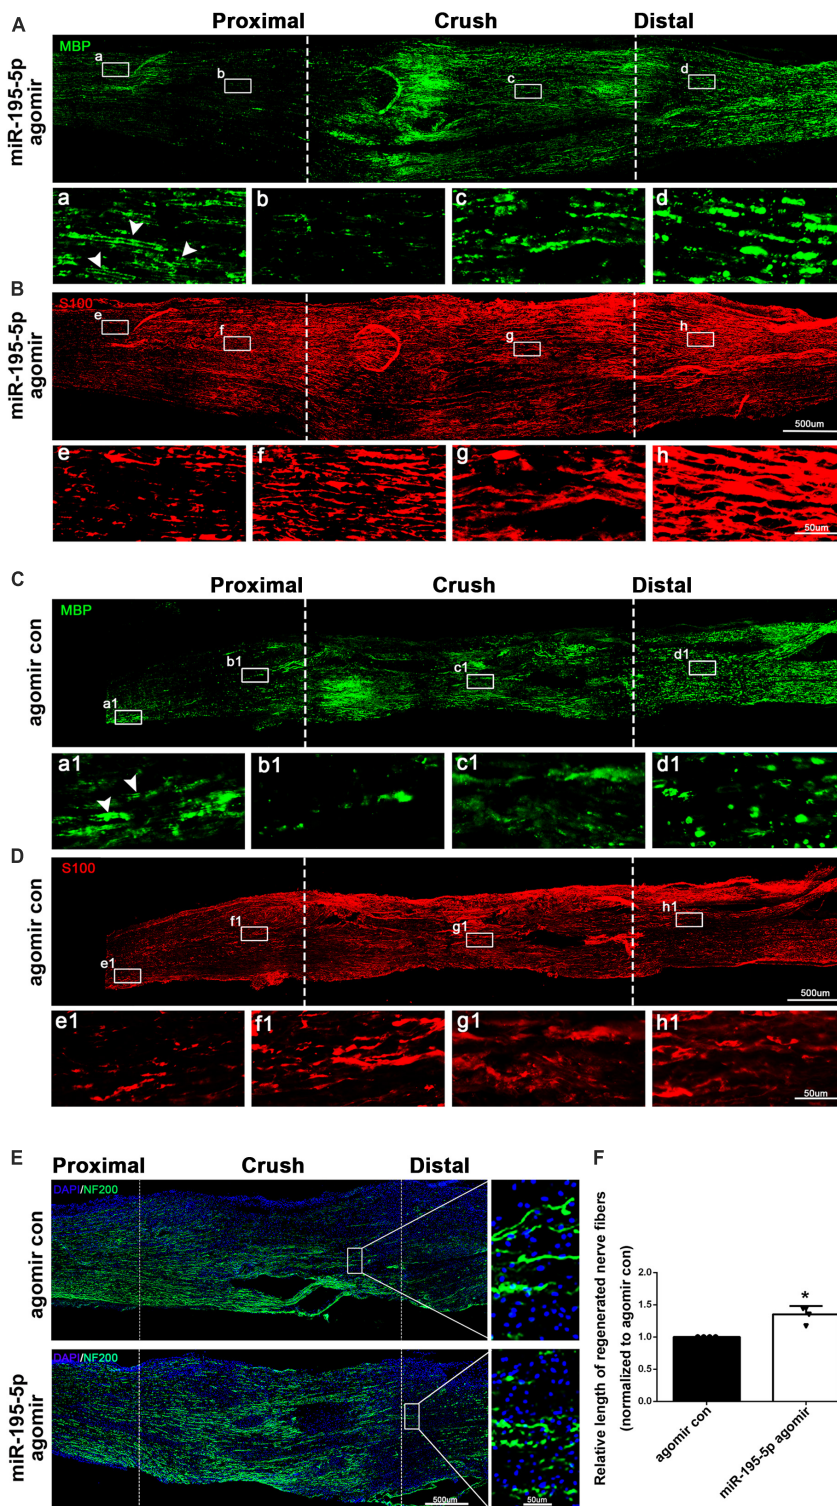 A
Proximal Crush Distal
MBP
miR-195-5p
agomir
a
b
c
d
a
b
c
d
B
S100
miR-195-5p
agomir
e
f
g
h
500um
e
f
g
h
50um
C
Proximal Crush Distal
MBP
agomir con
a1
b1
c1
d1
a1
b1
c1
d1
D
S100
agomir con
e1
f1
g1
h1
500um
e1
f1
g1
h1
50um
E
Proximal Crush Distal
DAPI/NF200
agomir con
DAPI/NF200
miR-195-5p
agomir
500um
50um
F
Relative length of regenerated nerve fibers
(normalized to agomir con)
2.0
1.5
1.0
0.5
0.0
*
agomir con
miR-195-5p agomir